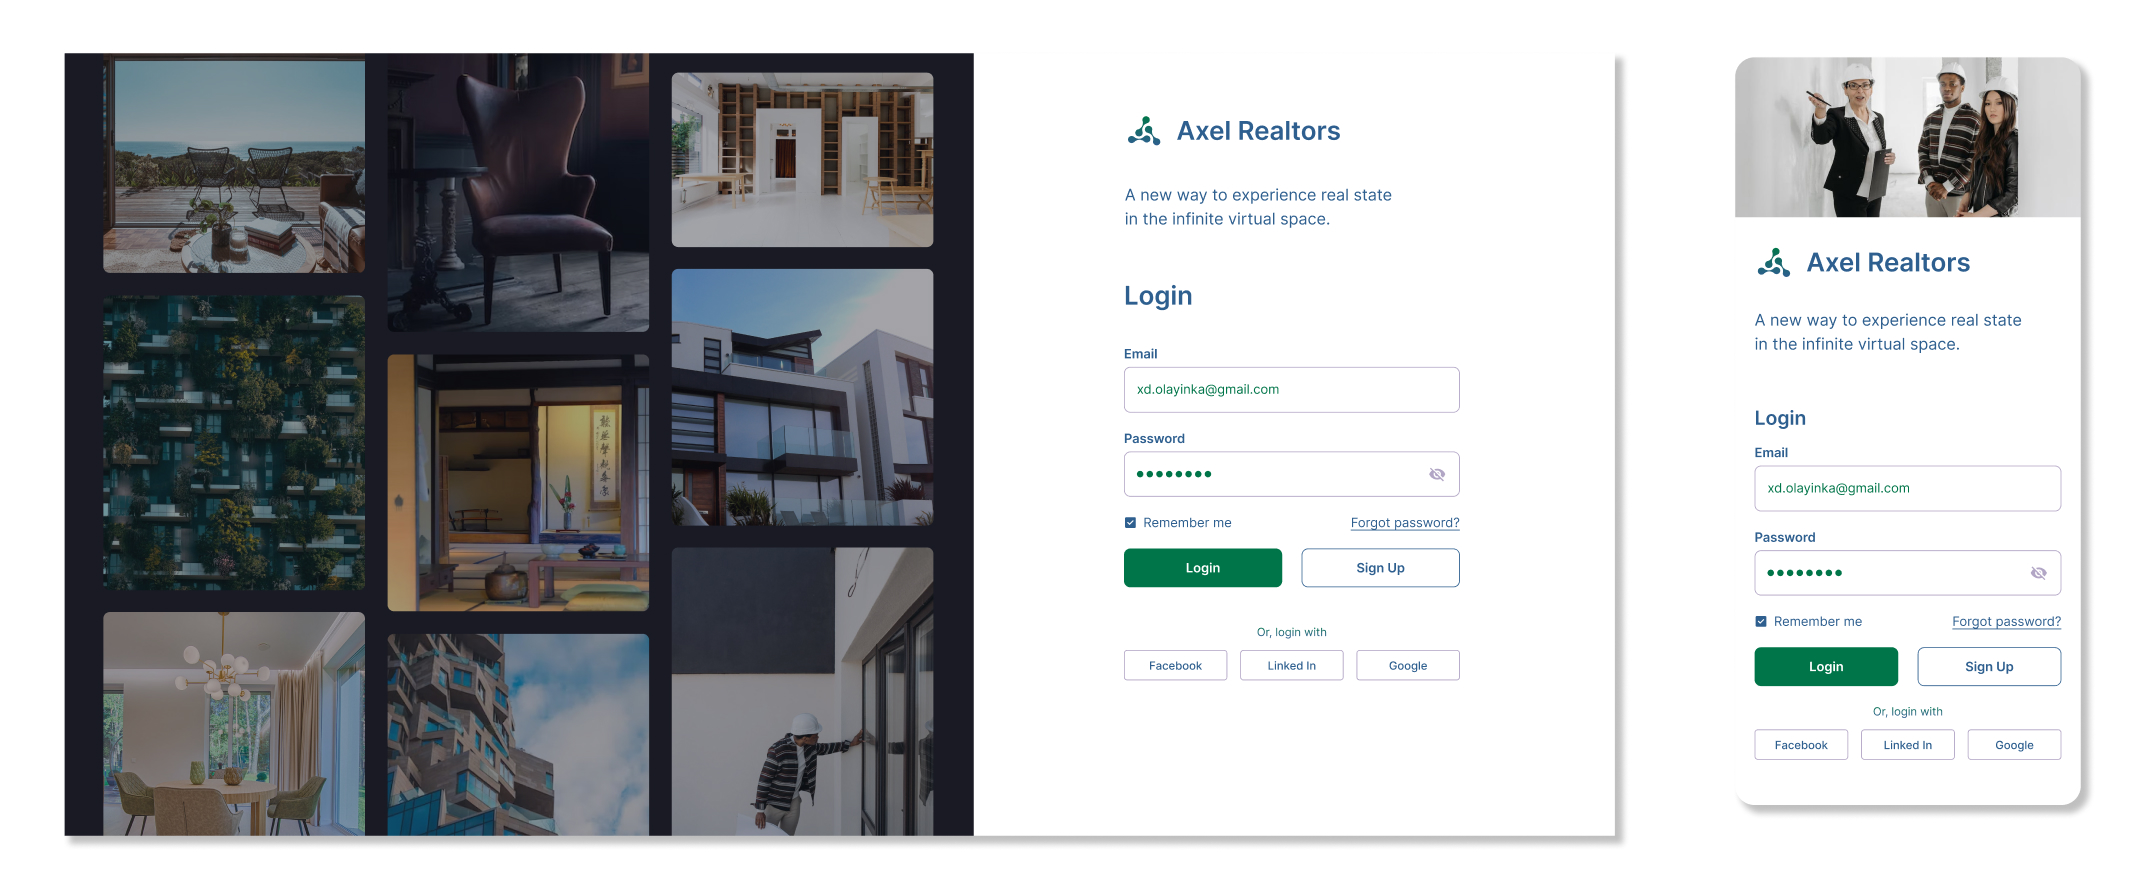 Axel Realtors
A new way to experience real state
in the infinite virtual space.
Login
Email
xd.olayinka@gmail.com
Password
Remember me
Forgot password?
Login
Sign Up
Or, login with
Facebook
Linked In
Google
Axel Realtors
A new way to experience real state
in the infinite virtual space.
Login
Email
xd.olayinka@gmail.com
Password
Remember me
Forgot password?
Login
Sign Up
Or, login with
Facebook
Linked In
Google